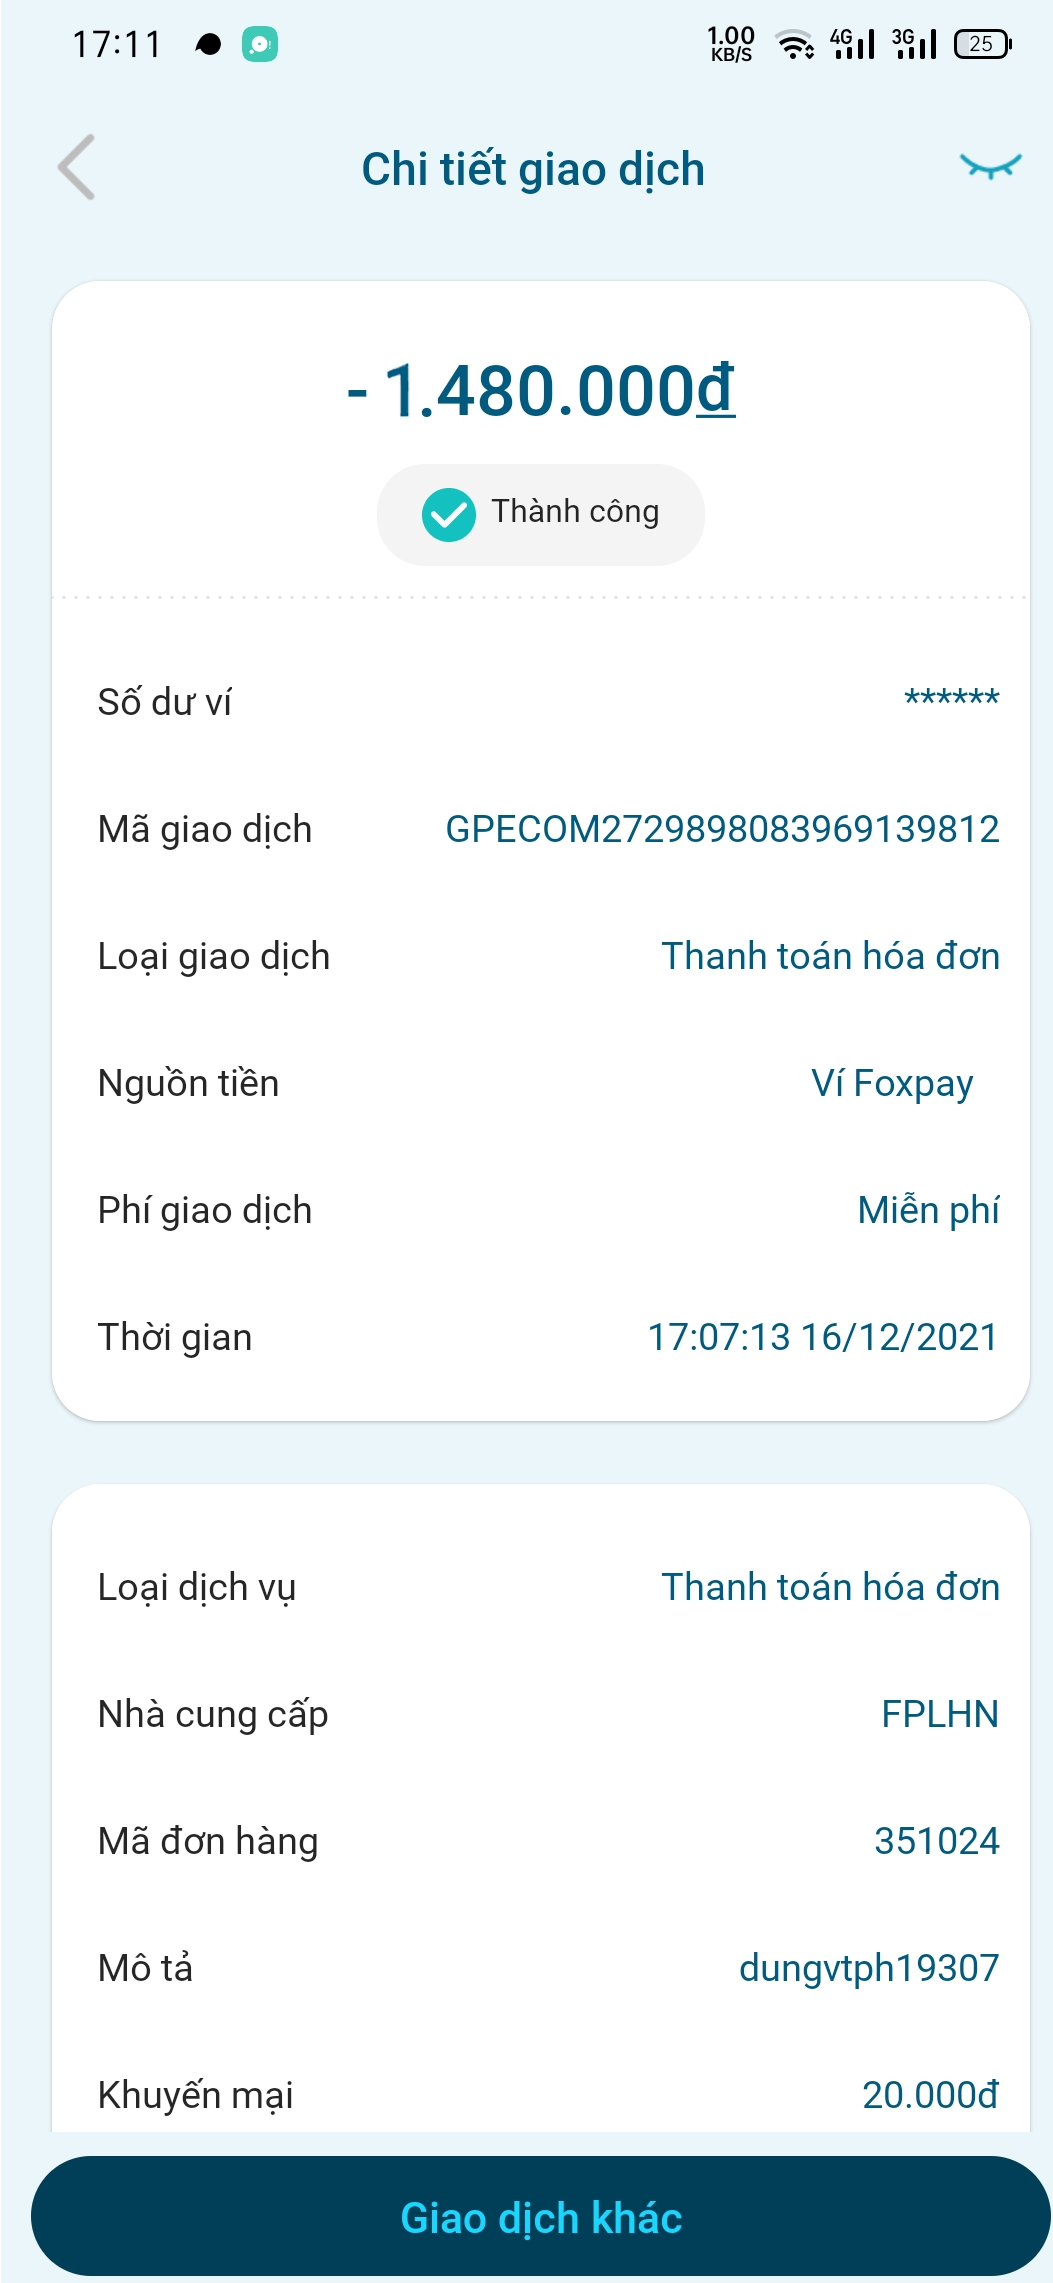 17:11
1.00 KB/S 4G 3G 25
Chi tiết giao dịch
- 1.480.000đ
Thành công
Số dư ví ******
Mã giao dịch GPECOM2729898083969139812
Loại giao dịch Thanh toán hóa đơn
Nguồn tiền Ví Foxpay
Phí giao dịch Miễn phí
Thời gian 17:07:13 16/12/2021
Loại dịch vụ Thanh toán hóa đơn
Nhà cung cấp FPLHN
Mã đơn hàng 351024
Mô tả dungvtph19307
Khuyến mại 20.000đ
Giao dịch khác